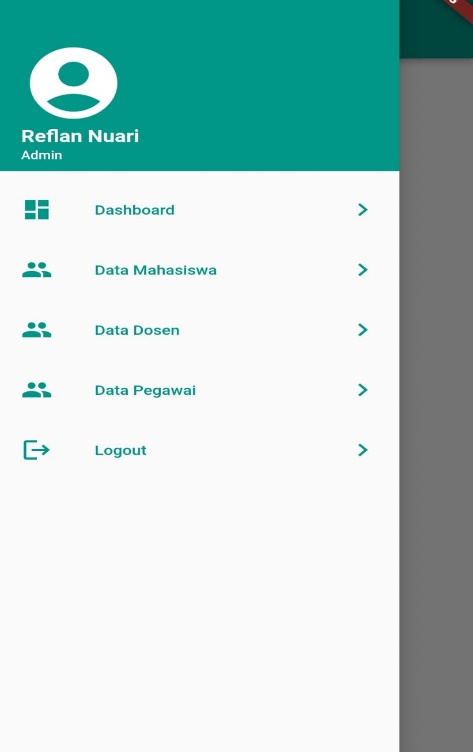 Reflan Nuari
Admin
Dashboard
Data Mahasiswa
Data Dosen
Data Pegawai
Logout